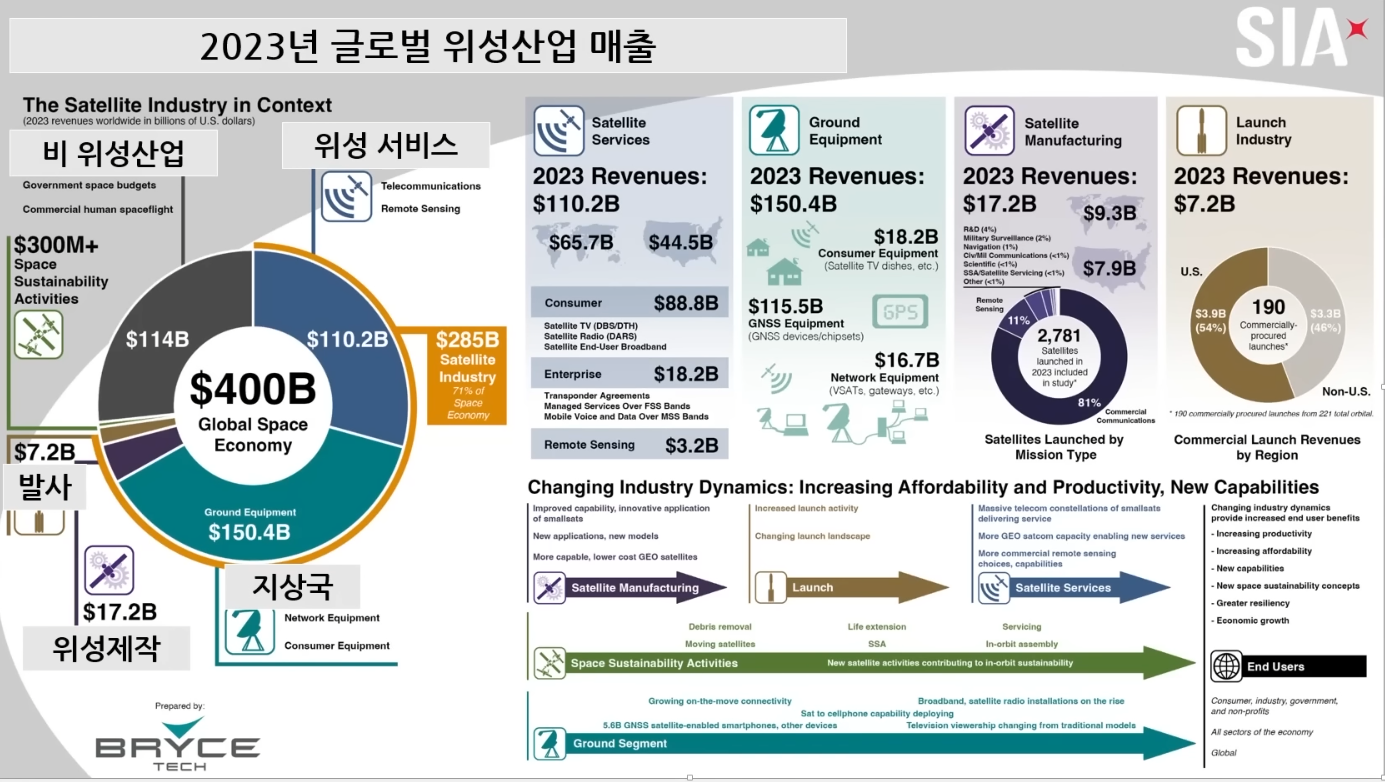 2023년 글로벌 위성산업 매출
SIA
The Satellite Industry in Context
(2023 revenues worldwide in billions of U.S. dollars)
비 위성산업
Government space budgets
Commercial human spaceflight
위성 서비스
Telecommunications
Remote Sensing
$300M+
Space
Sustainability
Activities
$114B
$110.2B
$400B
Global Space
Economy
$285B
Satellite
Industry
71% of
Space
Economy
$7.2B
발사
Ground Equipment
$150.4B
$17.2B
위성제작
지상국
Network Equipment
Consumer Equipment
Prepared by:
BRYCE
TECH
Satellite
Services
2023 Revenues:
$110.2B
$65.7B
$44.5B
Consumer $88.8B
Satellite TV (DBS/DTH)
Satellite Radio (DARS)
Satellite End-User Broadband
Enterprise $18.2B
Transponder Agreements
Managed Services Over FSS Bands
Mobile Voice and Data Over MSS Bands
Remote Sensing $3.2B
Ground
Equipment
2023 Revenues:
$150.4B
$18.2B
Consumer Equipment
(Satellite TV dishes, etc.)
$115.5B
GNSS Equipment
(GNSS devices/chipsets)
GPS
$16.7B
Network Equipment
(VSATs, gateways, etc.)
Satellite
Manufacturing
2023 Revenues:
$17.2B
$9.3B
$7.9B
R&D (4%)
Military Surveillance (2%)
Navigation (1%)
Civ/Mil Communications (<1%)
Scientific (<1%)
SSA/Satellite Servicing (<1%)
Other (<1%)
Remote
Sensing
11%
2,781
Satellites
launched in
2023 included
in study*
81%
Commercial
Communications
Satellites Launched by
Mission Type
Launch
Industry
2023 Revenues:
$7.2B
U.S.
$3.9B
(54%)
190
Commercially-
procured
launches*
$3.3B
(46%)
Non-U.S.
* 190 commercially procured launches from 221 total orbital.
Commercial Launch Revenues
by Region
Changing Industry Dynamics: Increasing Affordability and Productivity, New Capabilities
Improved capability, innovative application
of smallsats
New applications, new models
More capable, lower cost GEO satellites
Satellite Manufacturing
Increased launch activity
Changing launch landscape
Launch
Massive telecom constellations of smallsats
delivering service
More GEO satcom capacity enabling new services
More commercial remote sensing
choices, capabilities
Satellite Services
Changing industry dynamics
provide increased end user benefits
- Increasing productivity
- Increasing affordability
- New capabilities
- New space sustainability concepts
- Greater resiliency
- Economic growth
Debris removal
Life extension
Servicing
Moving satellites
SSA
In-orbit assembly
Space Sustainability Activities
New satellite activities contributing to in-orbit sustainability
End Users
Growing on-the-move connectivity
Broadband, satellite radio installations on the rise
Sat to cellphone capability deploying
5.6B GNSS satellite-enabled smartphones, other devices
Television viewership changing from traditional models
Ground Segment
Consumer, industry, government,
and non-profits
All sectors of the economy
Global